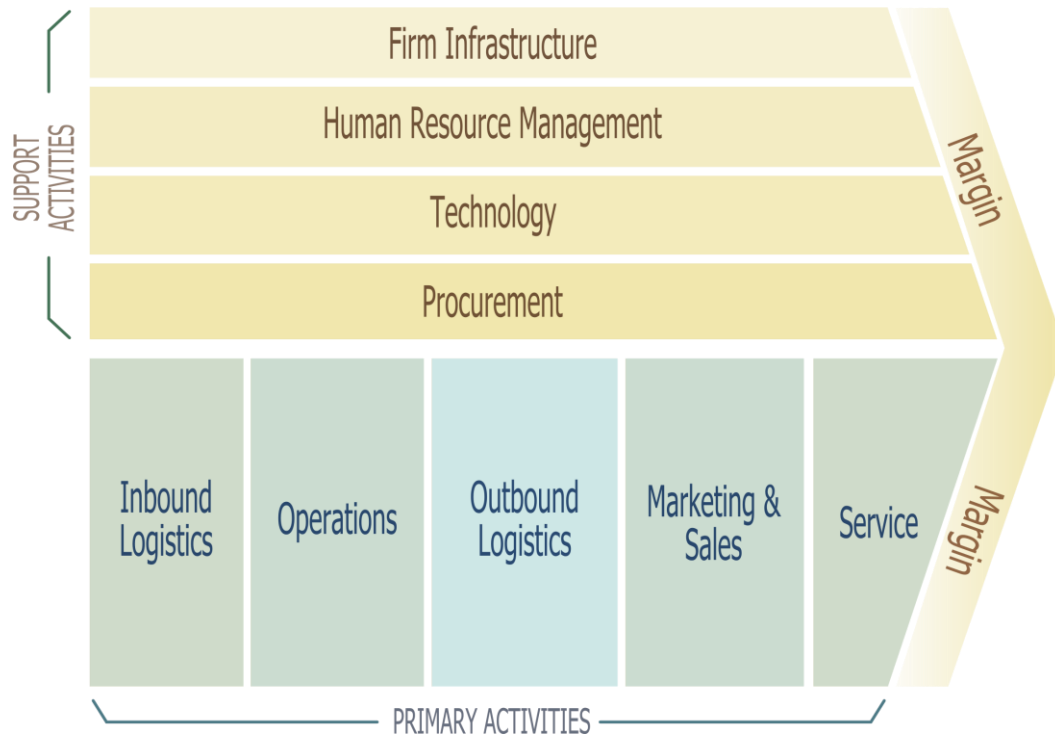 Firm Infrastructure
Human Resource Management
Technology
Procurement
SUPPORT
ACTIVITIES
Margin
Inbound
Logistics
Operations
Outbound
Logistics
Marketing &
Sales
Service
Margin
PRIMARY ACTIVITIES